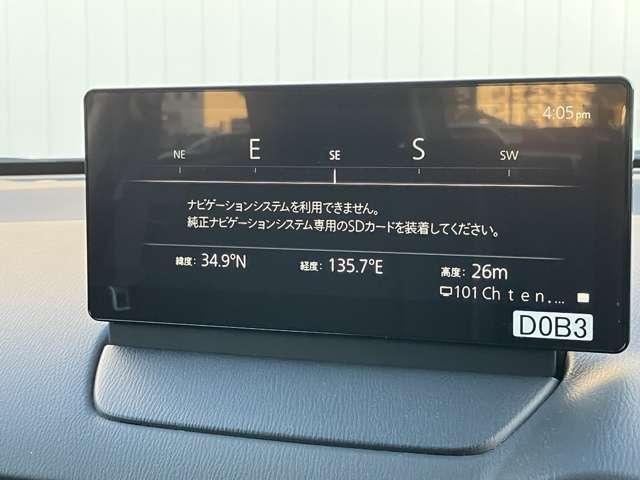 4:05pm
NE E SE S SW
ナビゲーションシステムを利用できません。
純正ナビゲーションシステム専用のSDカードを装着してください。
緯度: 34.9°N 経度: 135.7°E 高度: 26m
101 Ch t e n . ...
D0B3